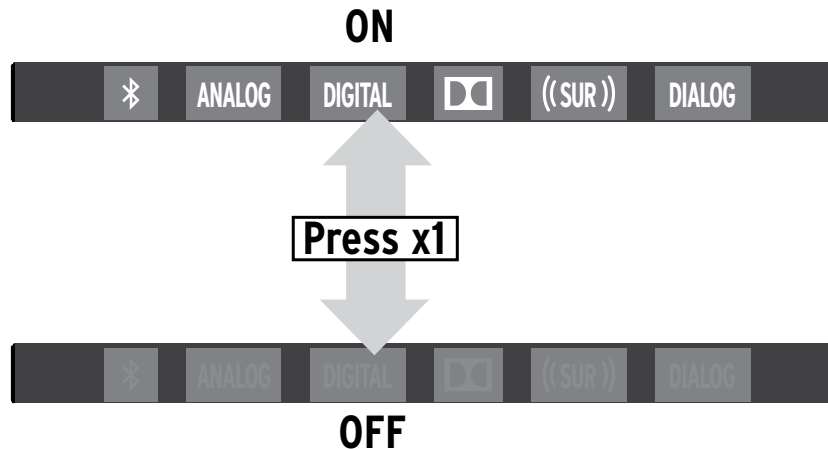 ON
ANALOG DIGITAL ((SUR)) DIALOG
Press x1
ANALOG DIGITAL ((SUR)) DIALOG
OFF